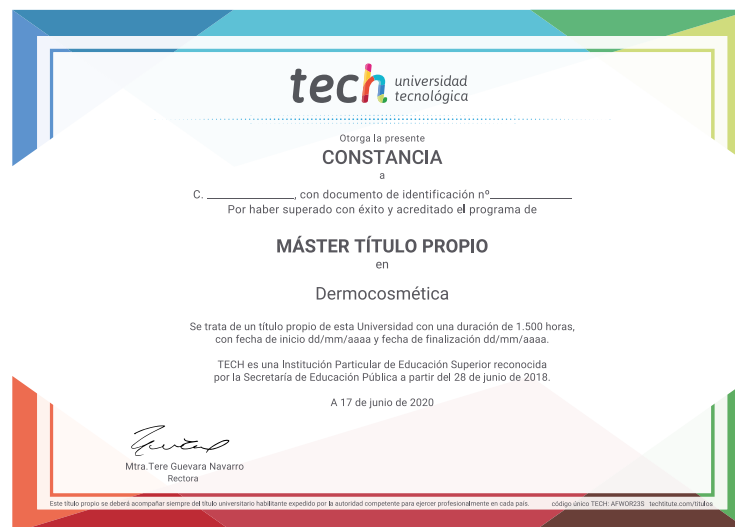 tech universidad
tecnológica
Otorga la presente
CONSTANCIA
a
C. ______________, con documento de identificación nº______________
Por haber superado con éxito y acreditado el programa de
MÁSTER TÍTULO PROPIO
en
Dermocosmética
Se trata de un título propio de esta Universidad con una duración de 1.500 horas,
con fecha de inicio dd/mm/aaaa y fecha de finalización dd/mm/aaaa.
TECH es una Institución Particular de Educación Superior reconocida
por la Secretaría de Educación Pública a partir del 28 de junio de 2018.
A 17 de junio de 2020
Mtra.Tere Guevara Navarro
Rectora
Este título propio se deberá acompañar siempre del título universitario habilitante expedido por la autoridad competente para ejercer profesionalmente en cada país. código único TECH: AFWOR23S techtitute.com/títulos